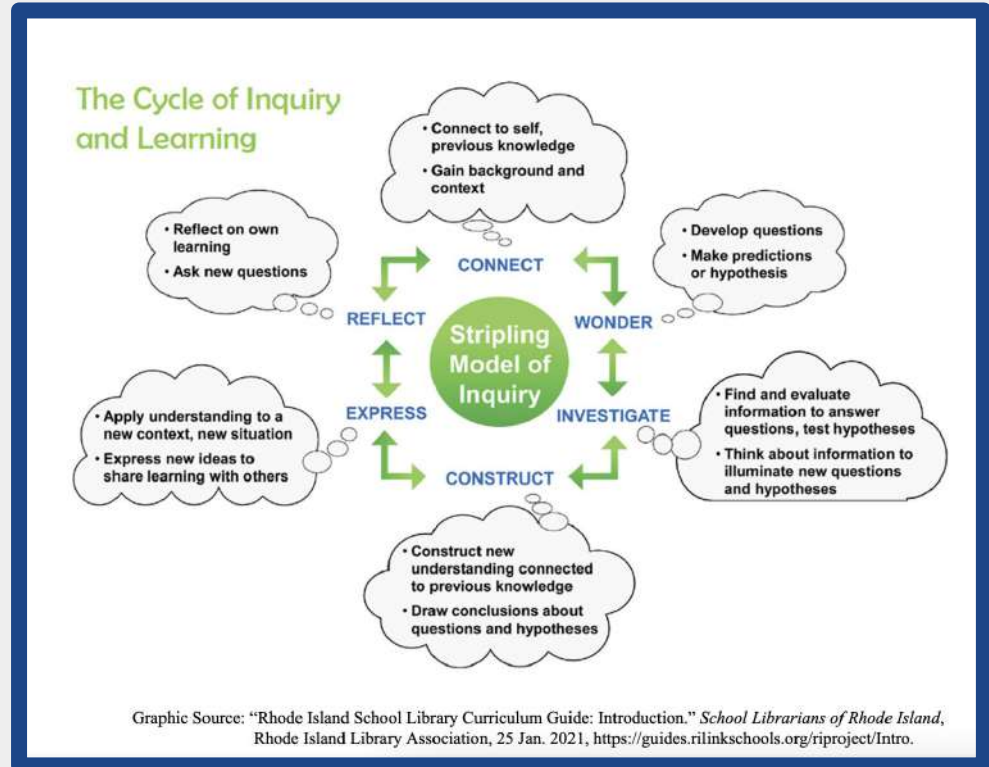 The Cycle of Inquiry
and Learning
• Connect to self,
previous knowledge
• Gain background and
context
• Reflect on own
learning
• Ask new questions
• Develop questions
• Make predictions
or hypothesis
CONNECT
REFLECT
WONDER
Stripling
Model of
Inquiry
EXPRESS
INVESTIGATE
CONSTRUCT
• Apply understanding to a
new context, new situation
• Express new ideas to
share learning with others
• Find and evaluate
information to answer
questions, test hypotheses
• Think about information to
illuminate new questions
and hypotheses
• Construct new
understanding connected
to previous knowledge
• Draw conclusions about
questions and hypotheses
Graphic Source: “Rhode Island School Library Curriculum Guide: Introduction.” School Librarians of Rhode Island,
Rhode Island Library Association, 25 Jan. 2021, https://guides.rilinkschools.org/riproject/Intro.